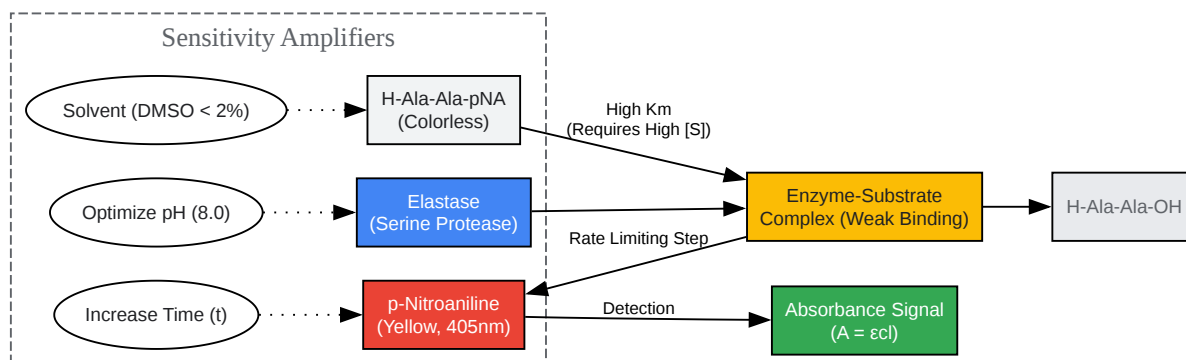 Sensitivity Amplifiers
Solvent (DMSO < 2%)
H-Ala-Ala-pNA
(Colorless)
High Km
(Requires High [S])
Optimize pH (8.0)
Elastase
(Serine Protease)
Enzyme-Substrate
Complex (Weak Binding)
H-Ala-Ala-OH
Rate Limiting Step
Increase Time (t)
p-Nitroaniline
(Yellow, 405nm)
Detection
Absorbance Signal
(A = εcl)